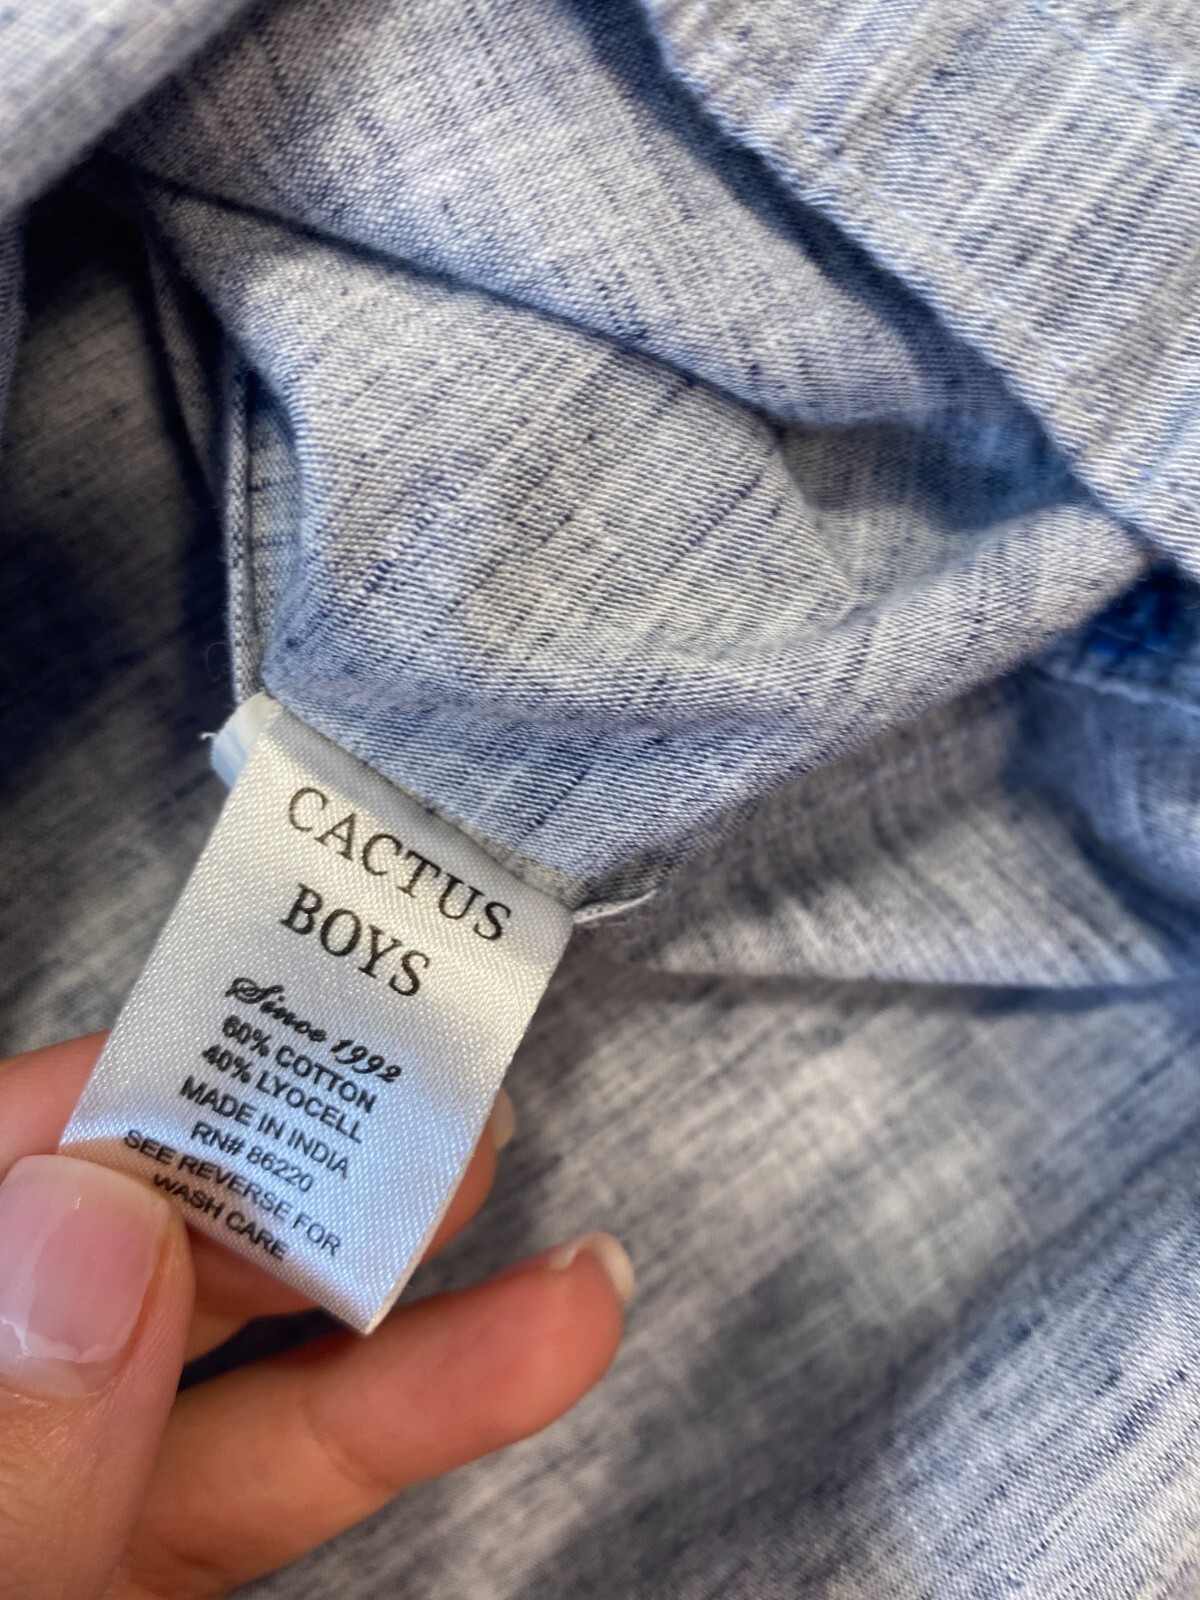 CACTUS
BOYS
Since 1992
60% COTTON
40% LYOCELL
MADE IN INDIA
RN# 86220
SEE REVERSE FOR
WASH CARE